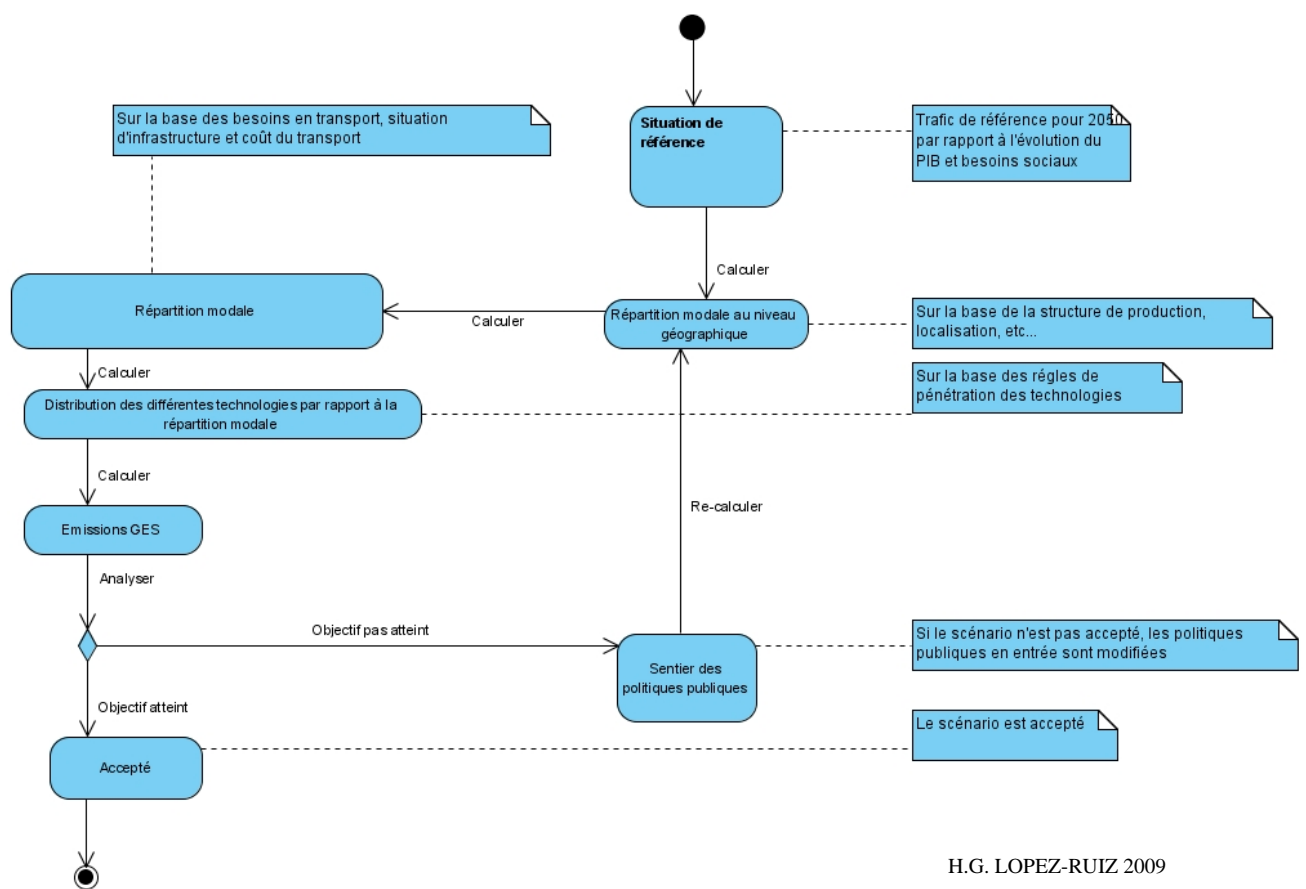 Sur la base des besoins en transport, situation
d'infrastructure et coût du transport
Situation de
référence
Trafic de référence pour 2050
par rapport à l'évolution du
PIB et besoins sociaux
Calculer
Répartition modale
Calculer
Répartition modale au niveau
géographique
Sur la base de la structure de production,
localisation, etc...
Calculer
Sur la base des régles de
pénétration des technologies
Distribution des différentes technologies par rapport à la
répartition modale
Calculer
Re-calculer
Emissions GES
Analyser
Objectif pas atteint
Sentier des
politiques publiques
Si le scénario n'est pas accepté, les politiques
publiques en entrée sont modifiées
Objectif atteint
Le scénario est accepté
Accepté
H.G. LOPEZ-RUIZ 2009